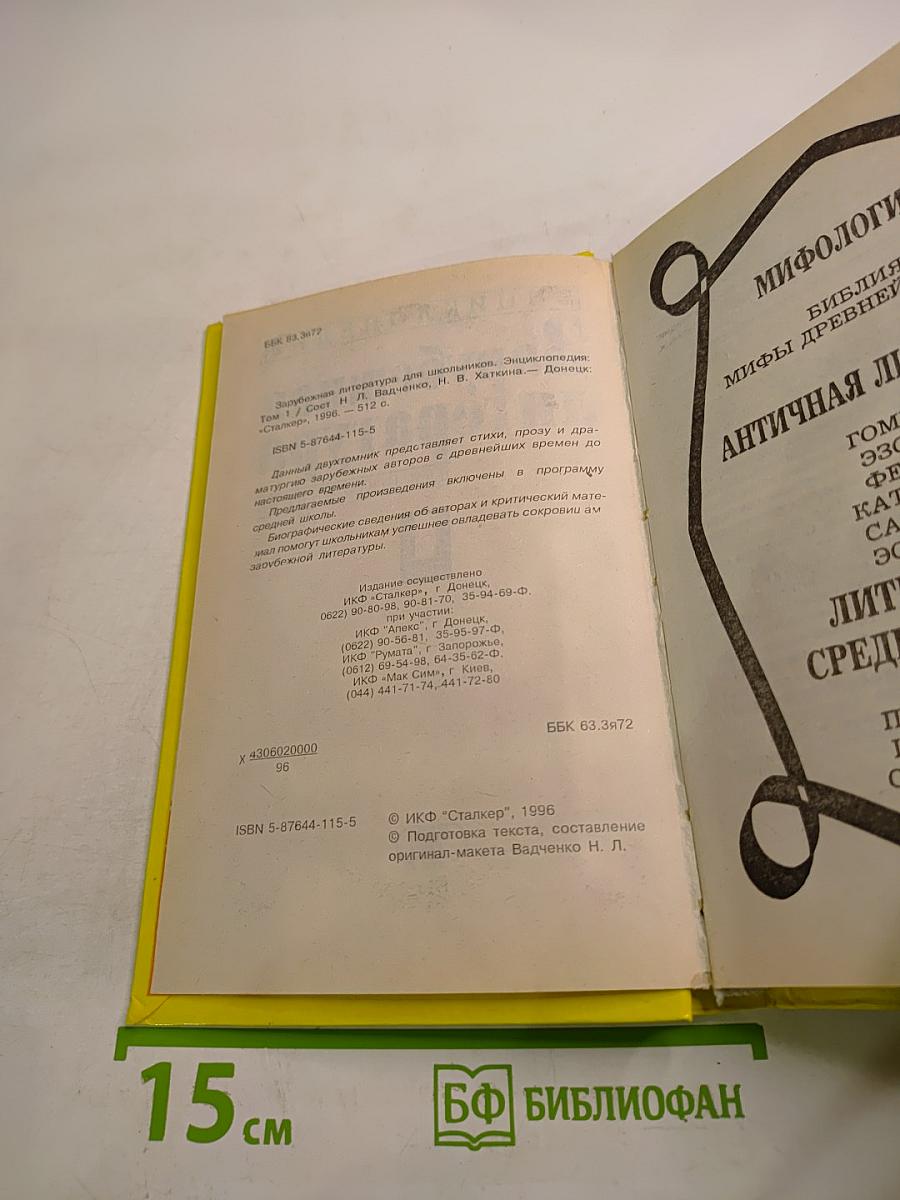 ББК 83.3я72
Зарубежная литература для школьников. Энциклопедия:
Том 1 / Сост Н Л. Вадченко, Н. В. Хаткина.— Донецк:
«Сталкер», 1996. — 512 с.
ISBN 5-87644-115-5
Данный двухтомник представляет стихи, прозу и дра-
матургию зарубежных авторов с древнейших времен до
настоящего времени.
Предлагаемые произведения включены в программу
средней школы.
Биографические сведения об авторах и критический мате-
иал помогут школьникам успешнее овладевать сокровищ ам
зарубежной литературы.
Издание осуществлено
ИКФ «Сталкер», г Донецк,
0622) 90-80-98, 90-81-70, 35-94-69-Ф.
при участии:
ИКФ "Апекс", г Донецк,
(0622) 90-56-81, 35-95-97-Ф,
ИКФ "Румата", г Запорожье,
(0612) 69-54-98, 64-35-62-Ф.
ИКФ «Мак Сим», г Киев,
(044) 441-71-74, 441-72-80
Х 4306020000
96
ББК 63.3я72
ISBN 5-87644-115-5
© ИКФ "Сталкер", 1996
© Подготовка текста, составление
оригинал-макета Вадченко Н. Л.
МИФОЛОГИ
БИБЛИЯ
МИФЫ ДРЕВНЕЙ
АНТИЧНАЯ ЛИ
ГОМ
ЭЗО
ФЕ
КАТ
СА
ЭС
ЛИТ
СРЕД
П
С
15 см
БФ БИБЛИОФАН